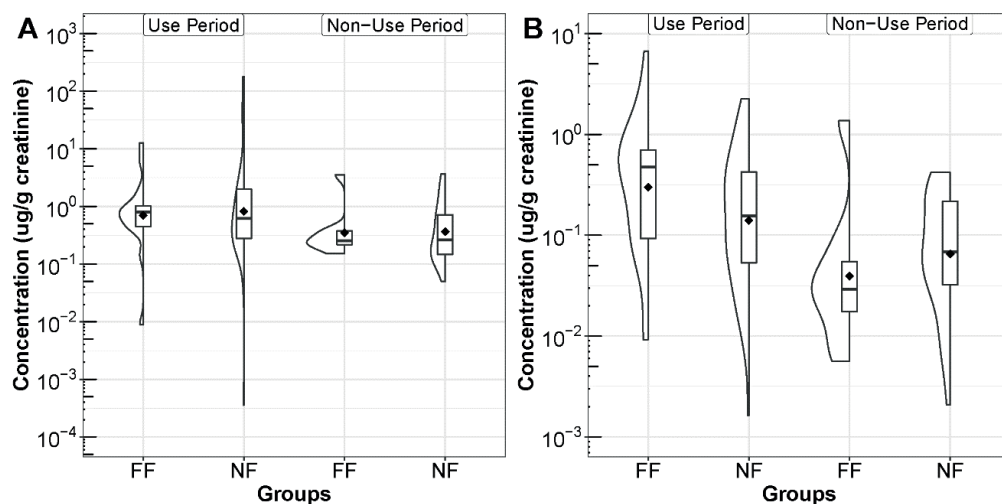 A
Use Period
Non-Use Period
Concentration (ug/g creatinine)
10³
10²
10¹
10⁰
10⁻¹
10⁻²
10⁻³
10⁻⁴
FF
NF
FF
NF
Groups
B
Use Period
Non-Use Period
Concentration (ug/g creatinine)
10¹
10⁰
10⁻¹
10⁻²
10⁻³
FF
NF
FF
NF
Groups